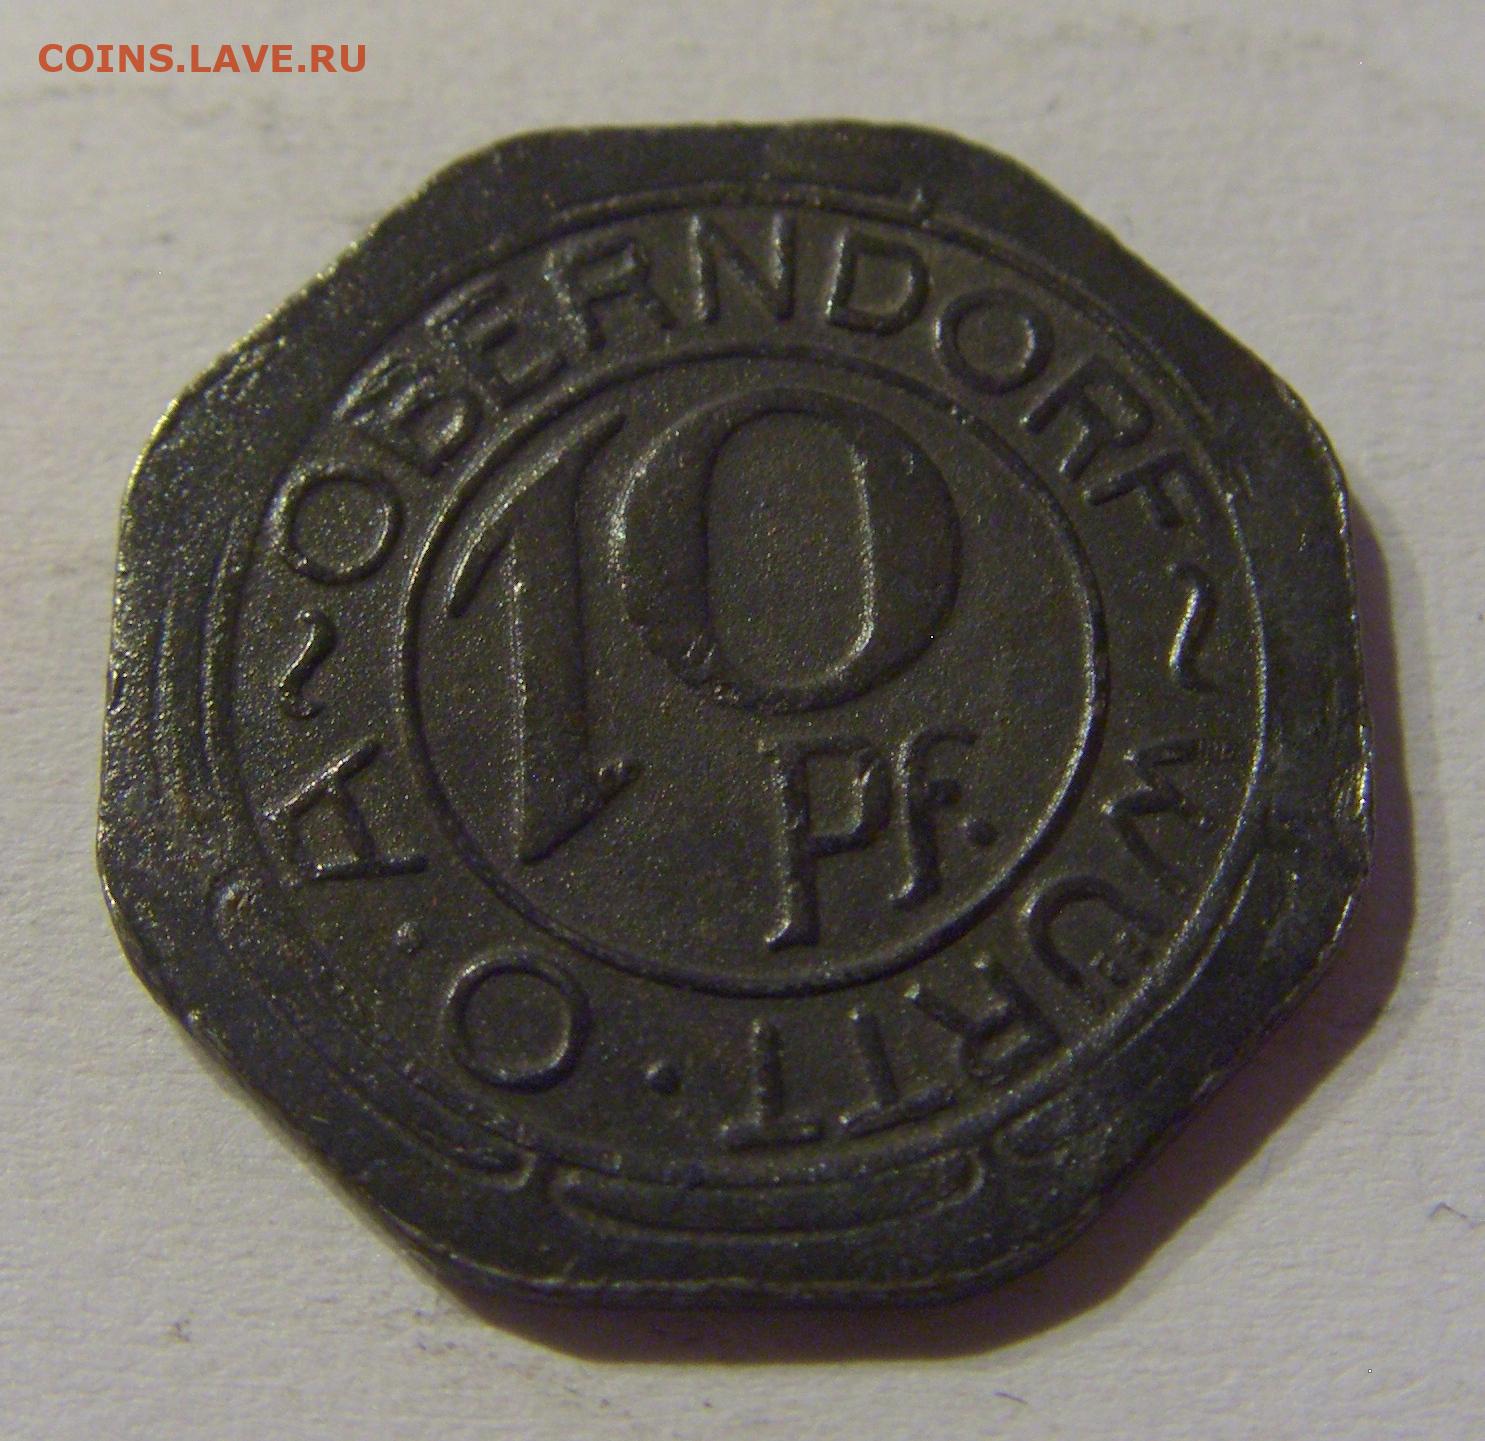 COINS.LAVE.RU
OBERNDORF ~ WÜRTT. O. A. ~
10
Pf.